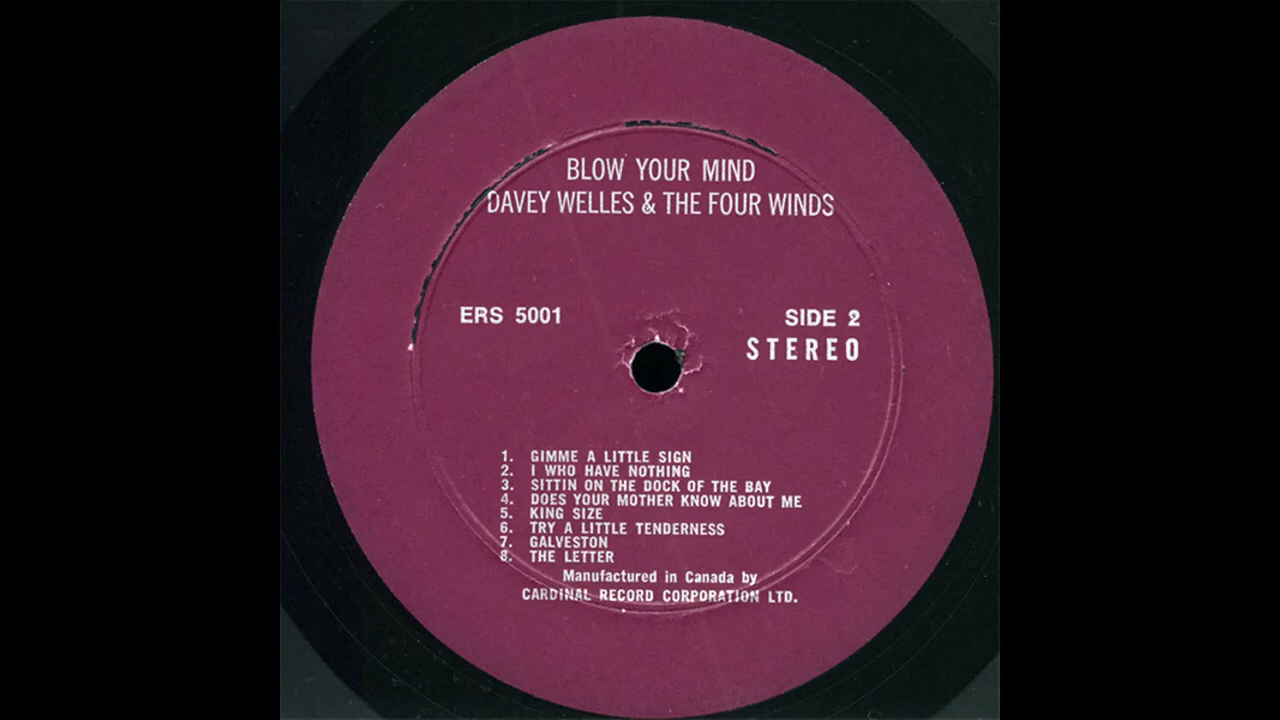 BLOW YOUR MIND
DAVEY WELLES & THE FOUR WINDS
ERS 5001
SIDE 2
STEREO
1. GIMME A LITTLE SIGN
2. I WHO HAVE NOTHING
3. SITTIN ON THE DOCK OF THE BAY
4. DOES YOUR MOTHER KNOW ABOUT ME
5. KING SIZE
6. TRY A LITTLE TENDERNESS
7. GALVESTON
8. THE LETTER
Manufactured in Canada by
CARDINAL RECORD CORPORATION LTD.